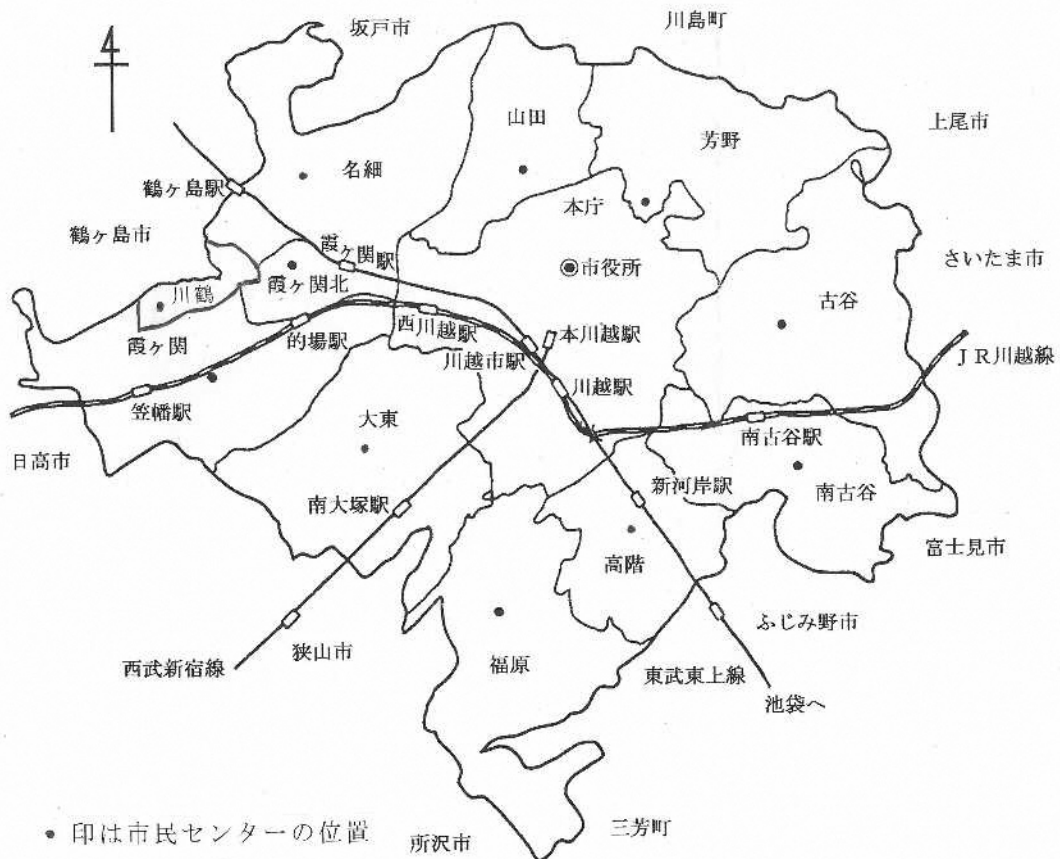 坂戸市
川島町
山田
芳野
上尾市
名細
鶴ヶ島駅
本庁
鶴ヶ島市
霞ヶ関駅
さいたま市
◎市役所
霞ヶ関北
川鶴
古谷
霞ヶ関
的場駅
西川越駅
本川越駅
川越市駅
JR川越線
川越駅
笠幡駅
大東
南古谷駅
日高市
新河岸駅
南古谷
南大塚駅
富士見市
高階
ふじみ野市
狭山市
西武新宿線
福原
東武東上線
池袋へ
三芳町
● 印は市民センターの位置
所沢市